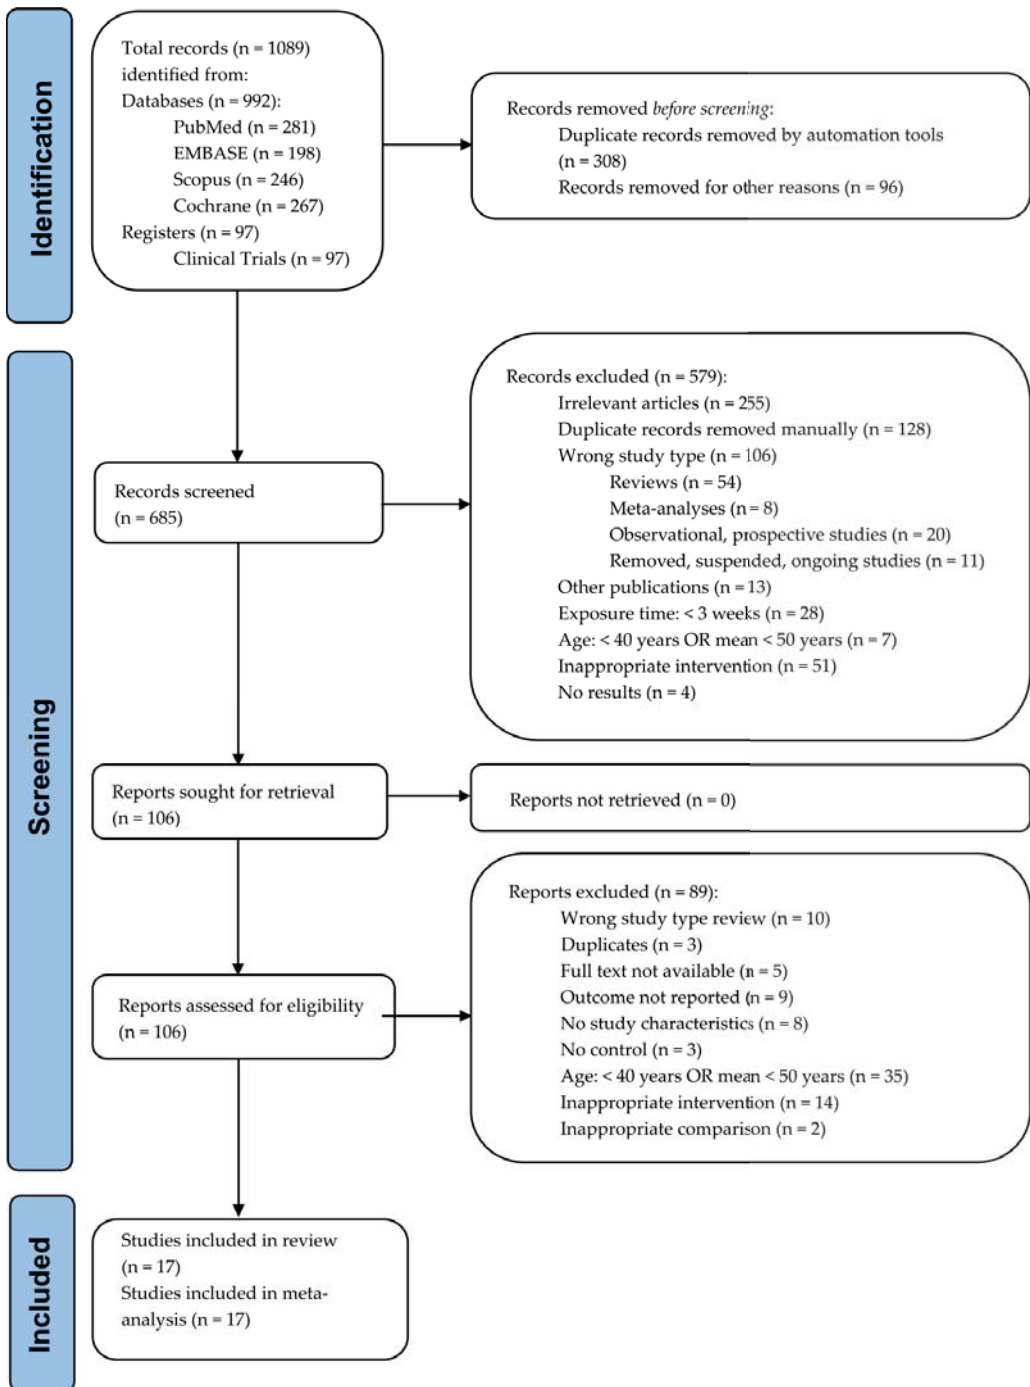 Identification
Total records (n = 1089)
identified from:
Databases (n = 992):
PubMed (n = 281)
EMBASE (n = 198)
Scopus (n = 246)
Cochrane (n = 267)
Registers (n = 97)
Clinical Trials (n = 97)
Records removed before screening:
Duplicate records removed by automation tools
(n = 308)
Records removed for other reasons (n = 96)
Screening
Records screened
(n = 685)
Records excluded (n = 579):
Irrelevant articles (n = 255)
Duplicate records removed manually (n = 128)
Wrong study type (n = 106)
Reviews (n = 54)
Meta-analyses (n = 8)
Observational, prospective studies (n = 20)
Removed, suspended, ongoing studies (n = 11)
Other publications (n = 13)
Exposure time: < 3 weeks (n = 28)
Age: < 40 years OR mean < 50 years (n = 7)
Inappropriate intervention (n = 51)
No results (n = 4)
Reports sought for retrieval
(n = 106)
Reports not retrieved (n = 0)
Reports assessed for eligibility
(n = 106)
Reports excluded (n = 89):
Wrong study type review (n = 10)
Duplicates (n = 3)
Full text not available (n = 5)
Outcome not reported (n = 9)
No study characteristics (n = 8)
No control (n = 3)
Age: < 40 years OR mean < 50 years (n = 35)
Inappropriate intervention (n = 14)
Inappropriate comparison (n = 2)
Included
Studies included in review
(n = 17)
Studies included in meta-
analysis (n = 17)